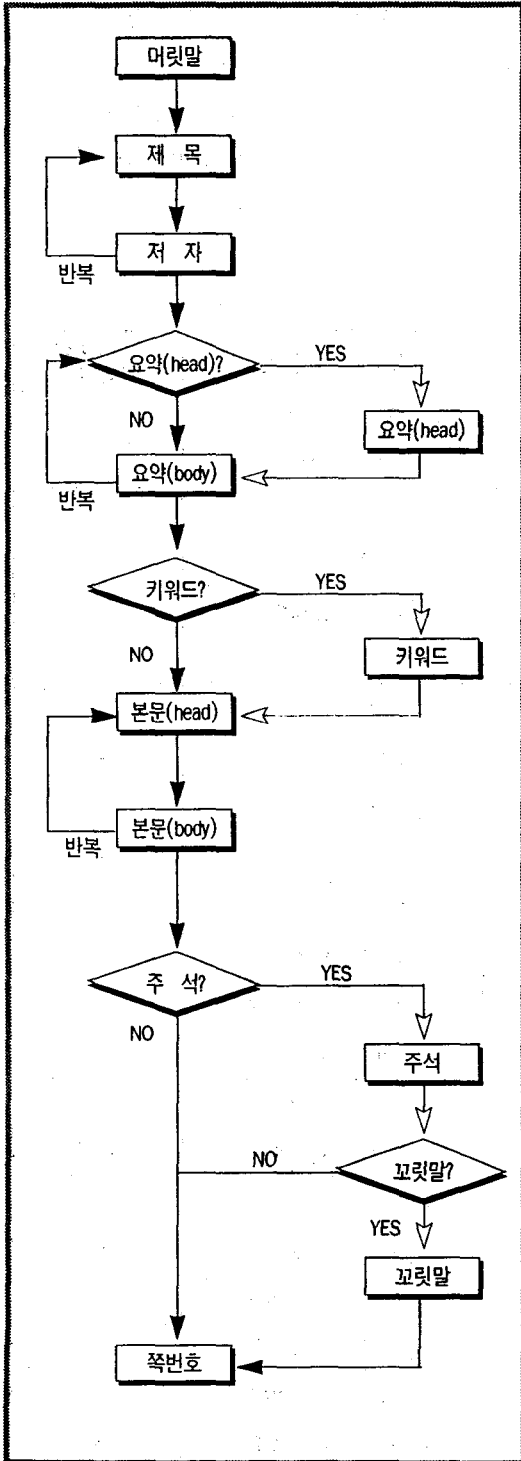 머릿말
제 목
저 자
반복
요약(head)?
YES
NO
요약(head)
요약(body)
반복
키워드?
YES
NO
키워드
본문(head)
본문(body)
반복
주 석?
YES
NO
주석
꼬릿말?
NO
YES
꼬릿말
쪽번호